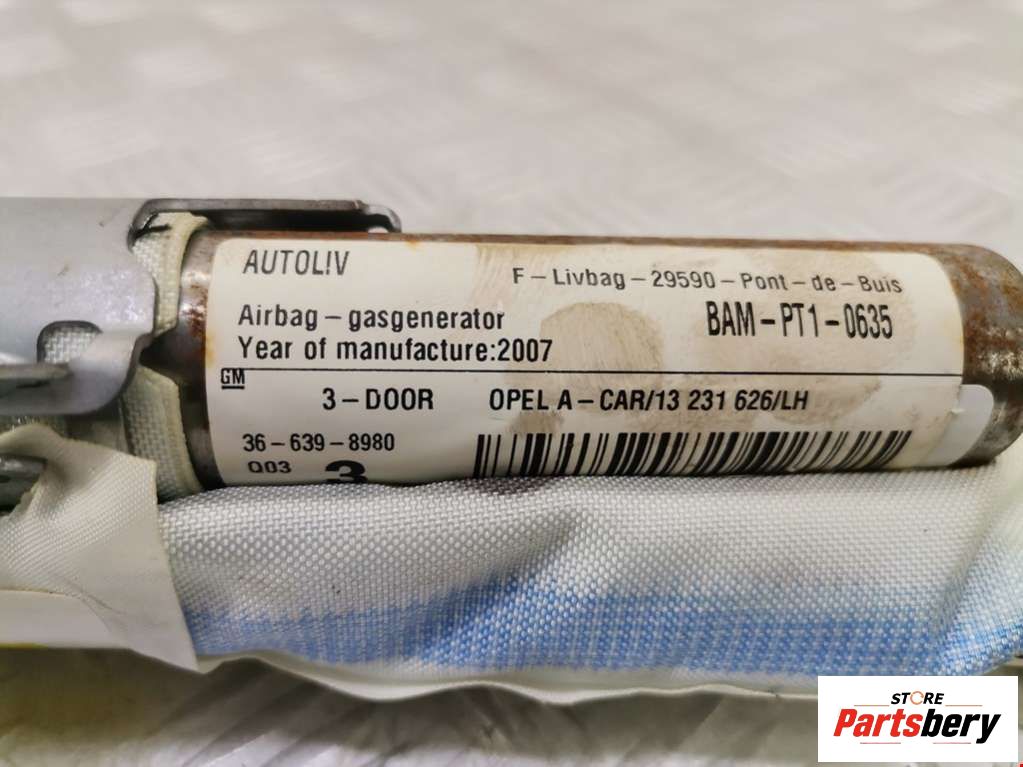 AUTOL!V
F-Livbag-29590-Pont-de-Buis
Airbag-gasgenerator
BAM-PT1-0635
Year of manufacture:2007
GM
3-DOOR OPEL A-CAR/13 231 626/LH
36-639-8980
Q03 3
STORE
Partsbery